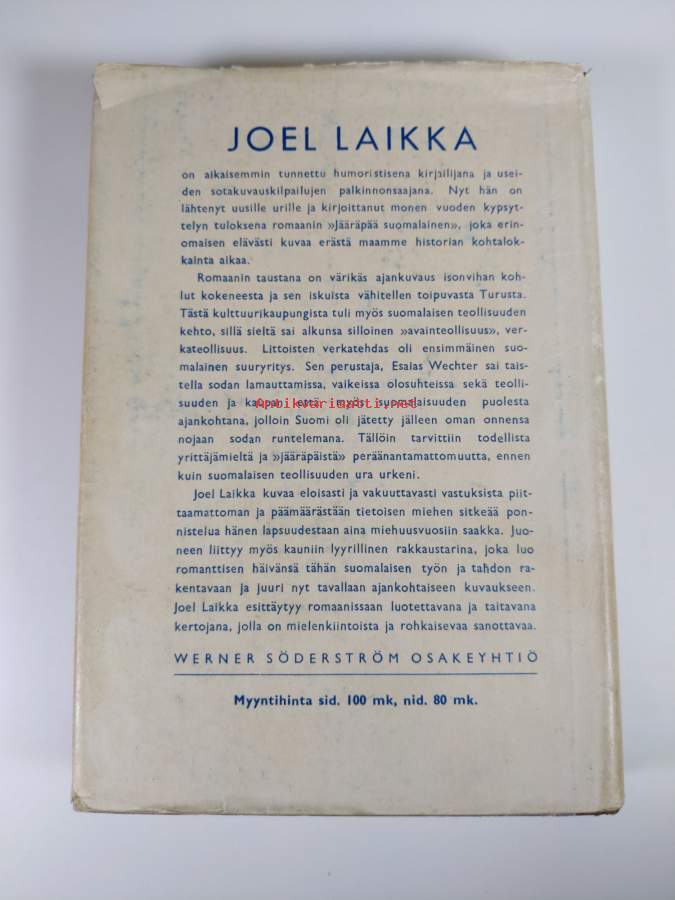 JOEL LAIKKA
on aikaisemmin tunnettu humoristisena kirjailijana ja usei-
den sotakuvauskilpailujen palkinnonsaajana. Nyt hän on
lähtenyt uusille urille ja kirjoittanut monen vuoden kypsyt-
telyn tuloksena romaanin »Jääräpää suomalainen», joka erin-
omaisen elävästi kuvaa erästä maamme historian kohtalok-
kainta aikaa.
Romaanin taustana on värikäs ajankuvaus isonvihan koh-
lut kokeneesta ja sen iskuista vähitellen toipuvasta Turusta.
Tästä kulttuurikaupungista tuli myös suomalaisen teollisuuden
kehto, sillä sieltä sai alkunsa silloinen »avainteollisuus», ver-
kateollisuus. Littoisten verkatehdas oli ensimmäinen suo-
malainen suuryritys. Sen perustaja, Esaias Wechter sai tais-
tella sodan lamauttamissa, vaikeissa olosuhteissa sekä teolli-
suuden ja kaupan että myös suomalaisuuden puolesta
Antikvariaatti.net
ajankohtana, jolloin Suomi oli jätetty jälleen oman onnensa
nojaan sodan runtelemana. Tällöin tarvittiin todellista
yrittäjämieltä ja »jääräpäistä» peräänantamattomuutta, ennen
kuin suomalaisen teollisuuden ura urkeni.
Joel Laikka kuvaa eloisasti ja vakuuttavasti vastuksista piit-
taamattoman ja päämäärästään tietoisen miehen sitkeää pon-
nistelua hänen lapsuudestaan aina miehuusvuosiin saakka. Juo-
neen liittyy myös kauniin lyyrillinen rakkaustarina, joka luo
romanttisen häivänsä tähän suomalaisen työn ja tahdon ra-
kentavaan ja juuri nyt tavallaan ajankohtaiseen kuvaukseen.
Joel Laikka esittäytyy romaanissaan luotettavana ja taitavana
kertojana, jolla on mielenkiintoista ja rohkaisevaa sanottavaa.
WERNER SÖDERSTRÖM OSAKEYHTIÖ
Myyntihinta sid. 100 mk, nid. 80 mk.